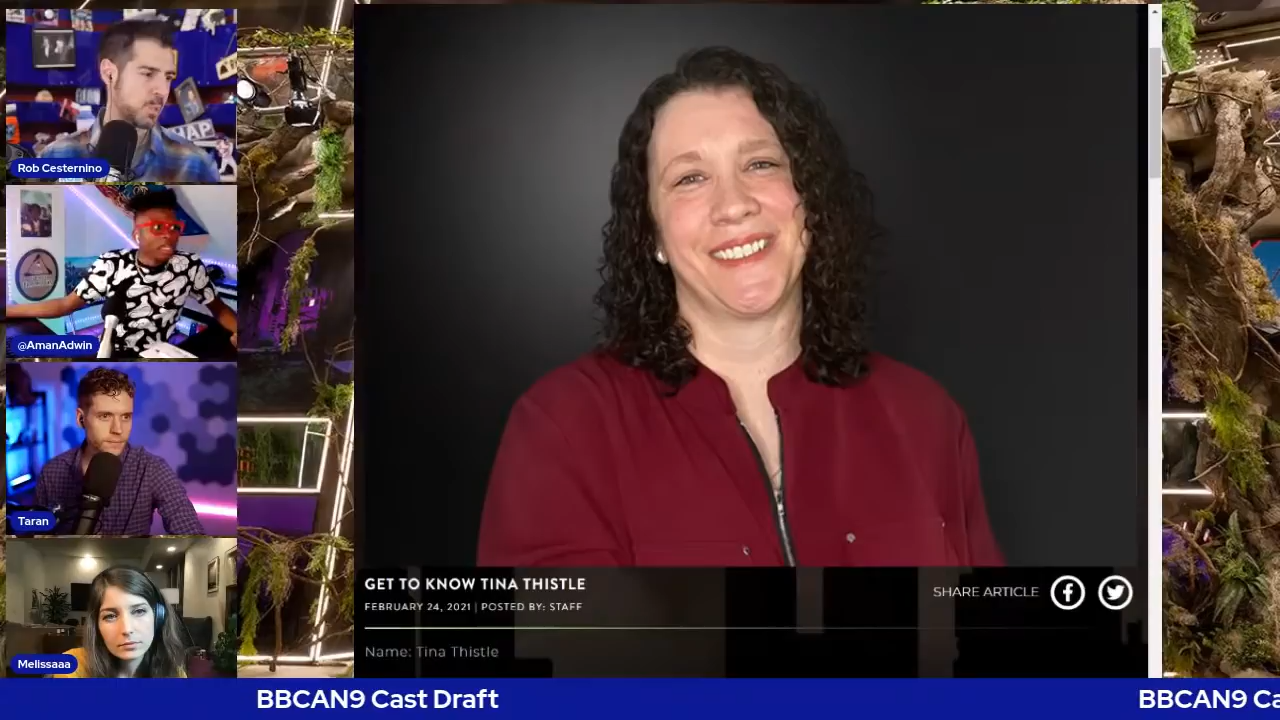 HAP
Rob Cesternino
@AmanAdwin
Taran
Melissaaa
GET TO KNOW TINA THISTLE
FEBRUARY 24, 2021 | POSTED BY: STAFF
SHARE ARTICLE
Name: Tina Thistle
BBCAN9 Cast Draft
BBCAN9 Ca